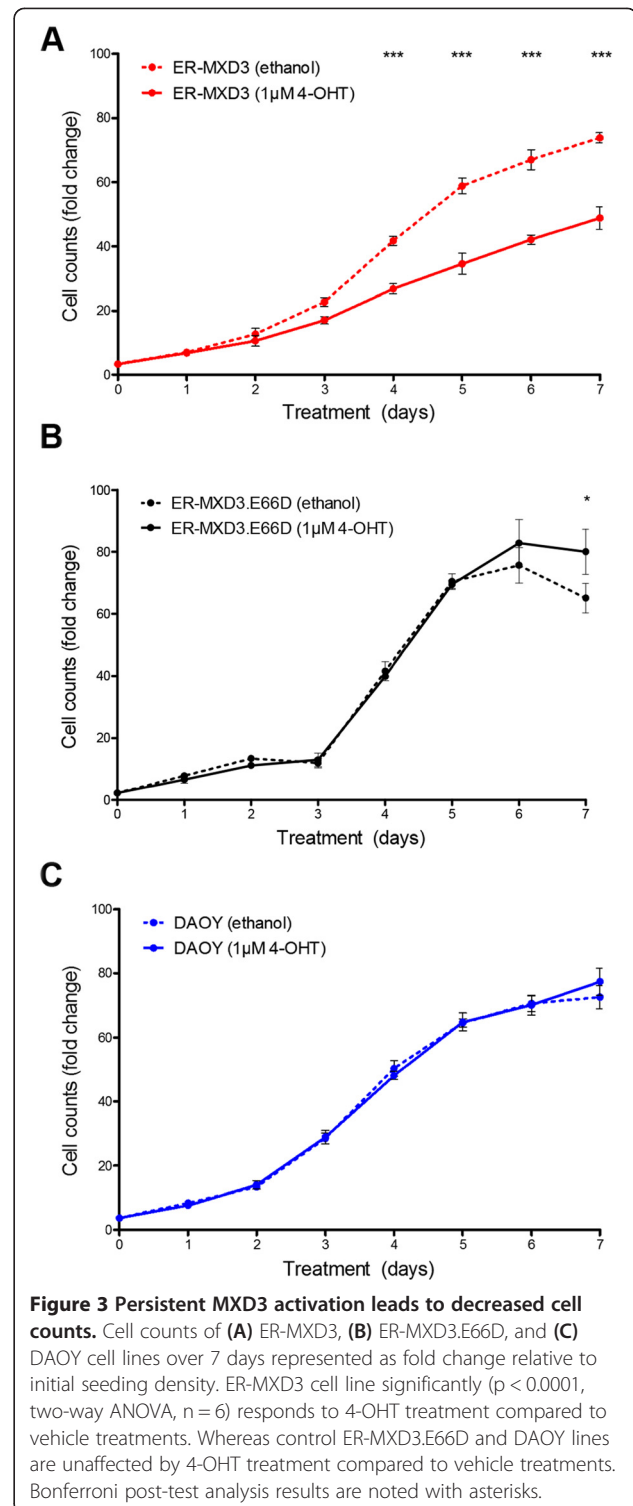 A
100
ER-MXD3 (ethanol)
ER-MXD3 (1µM 4-OHT)
*** *** *** ***
80
60
40
20
0
Cell counts (fold change)
0 1 2 3 4 5 6 7
Treatment (days)
B
100
ER-MXD3.E66D (ethanol)
ER-MXD3.E66D (1µM 4-OHT)
*
80
60
40
20
0
Cell counts (fold change)
0 1 2 3 4 5 6 7
Treatment (days)
C
100
DAOY (ethanol)
DAOY (1µM 4-OHT)
80
60
40
20
0
Cell counts (fold change)
0 1 2 3 4 5 6 7
Treatment (days)
Figure 3 Persistent MXD3 activation leads to decreased cell
counts. Cell counts of (A) ER-MXD3, (B) ER-MXD3.E66D, and (C)
DAOY cell lines over 7 days represented as fold change relative to
initial seeding density. ER-MXD3 cell line significantly (p < 0.0001,
two-way ANOVA, n = 6) responds to 4-OHT treatment compared to
vehicle treatments. Whereas control ER-MXD3.E66D and DAOY lines
are unaffected by 4-OHT treatment compared to vehicle treatments.
Bonferroni post-test analysis results are noted with asterisks.